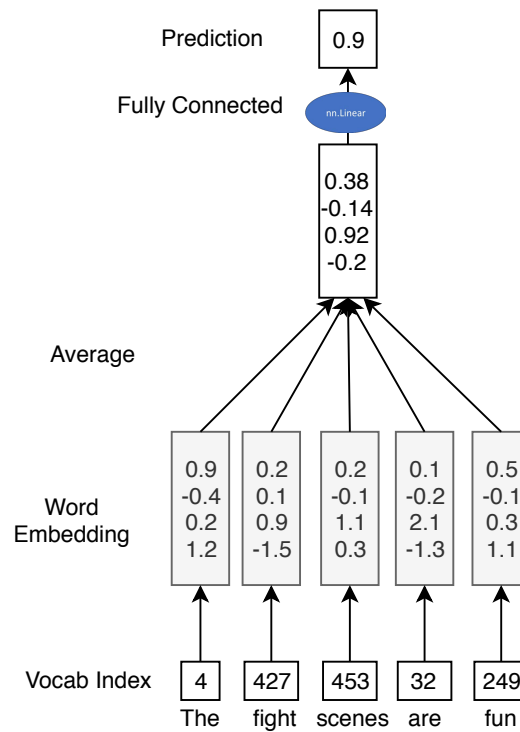 Prediction
0.9
Fully Connected
nn.Linear
0.38
-0.14
0.92
-0.2
Average
Word
Embedding
0.9
-0.4
0.2
1.2
0.2
0.1
0.9
-1.5
0.2
-0.1
1.1
0.3
0.1
-0.2
2.1
-1.3
0.5
-0.1
0.3
1.1
Vocab Index
4
427
453
32
249
The
fight
scenes
are
fun